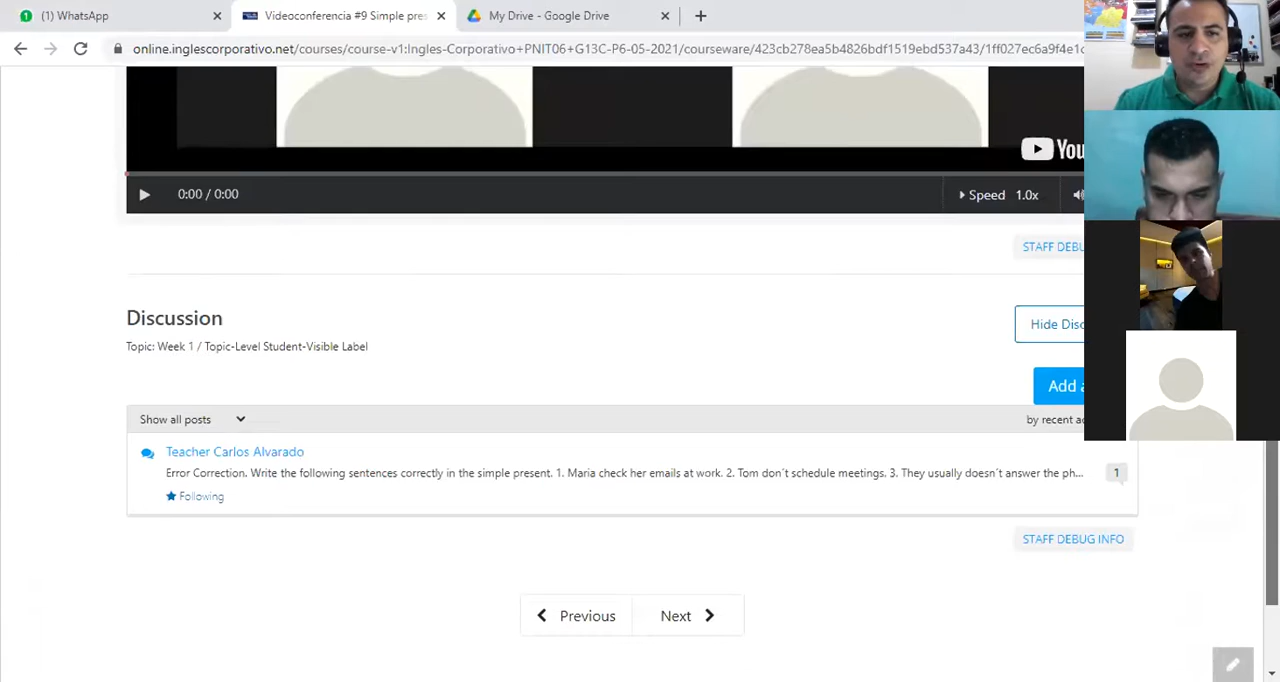 1 (1) WhatsApp
Videoconferencia #9 Simple pres
My Drive - Google Drive
online.inglescorporativo.net/courses/course-v1:Ingles-Corporativo+PNIT06+G13C-P6-05-2021/courseware/423cb278ea5b4826bdf1519ebd537a43/1ff027ec6a9f4e1c
You
0:00 / 0:00
Speed 1.0x
STAFF DEBU
Discussion
Hide Disc
Topic: Week 1 / Topic-Level Student-Visible Label
Add a
Show all posts
by recent ac
Teacher Carlos Alvarado
Error Correction. Write the following sentences correctly in the simple present. 1. Maria check her emails at work. 2. Tom don´t schedule meetings. 3. They usually doesn´t answer the ph...
1
Following
STAFF DEBUG INFO
Previous
Next